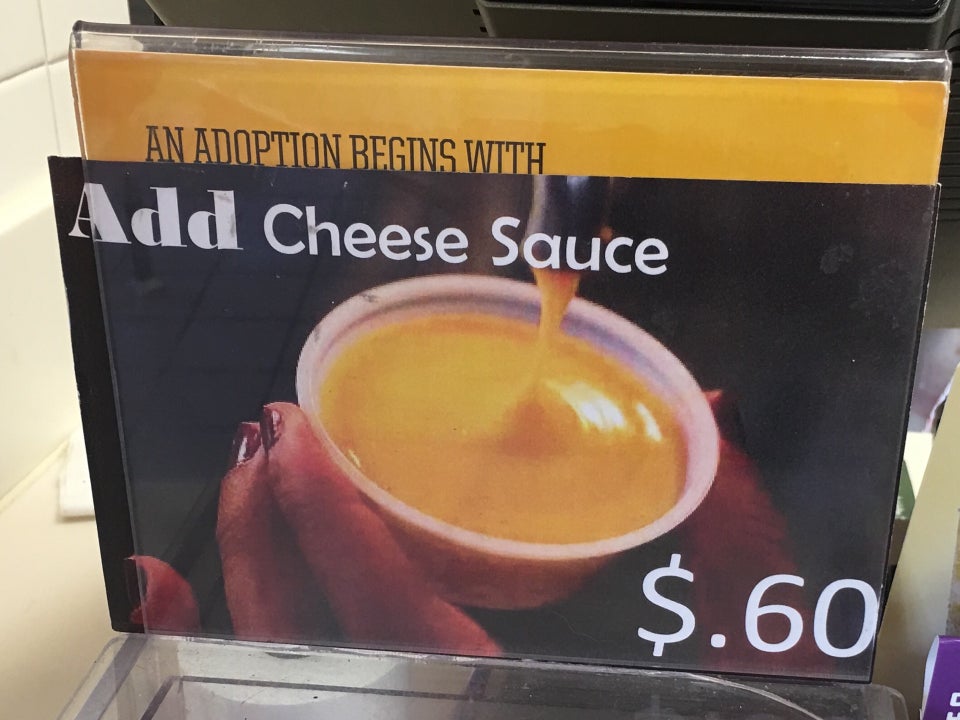 AN ADOPTION BEGINS WITH
Add Cheese Sauce
$.60